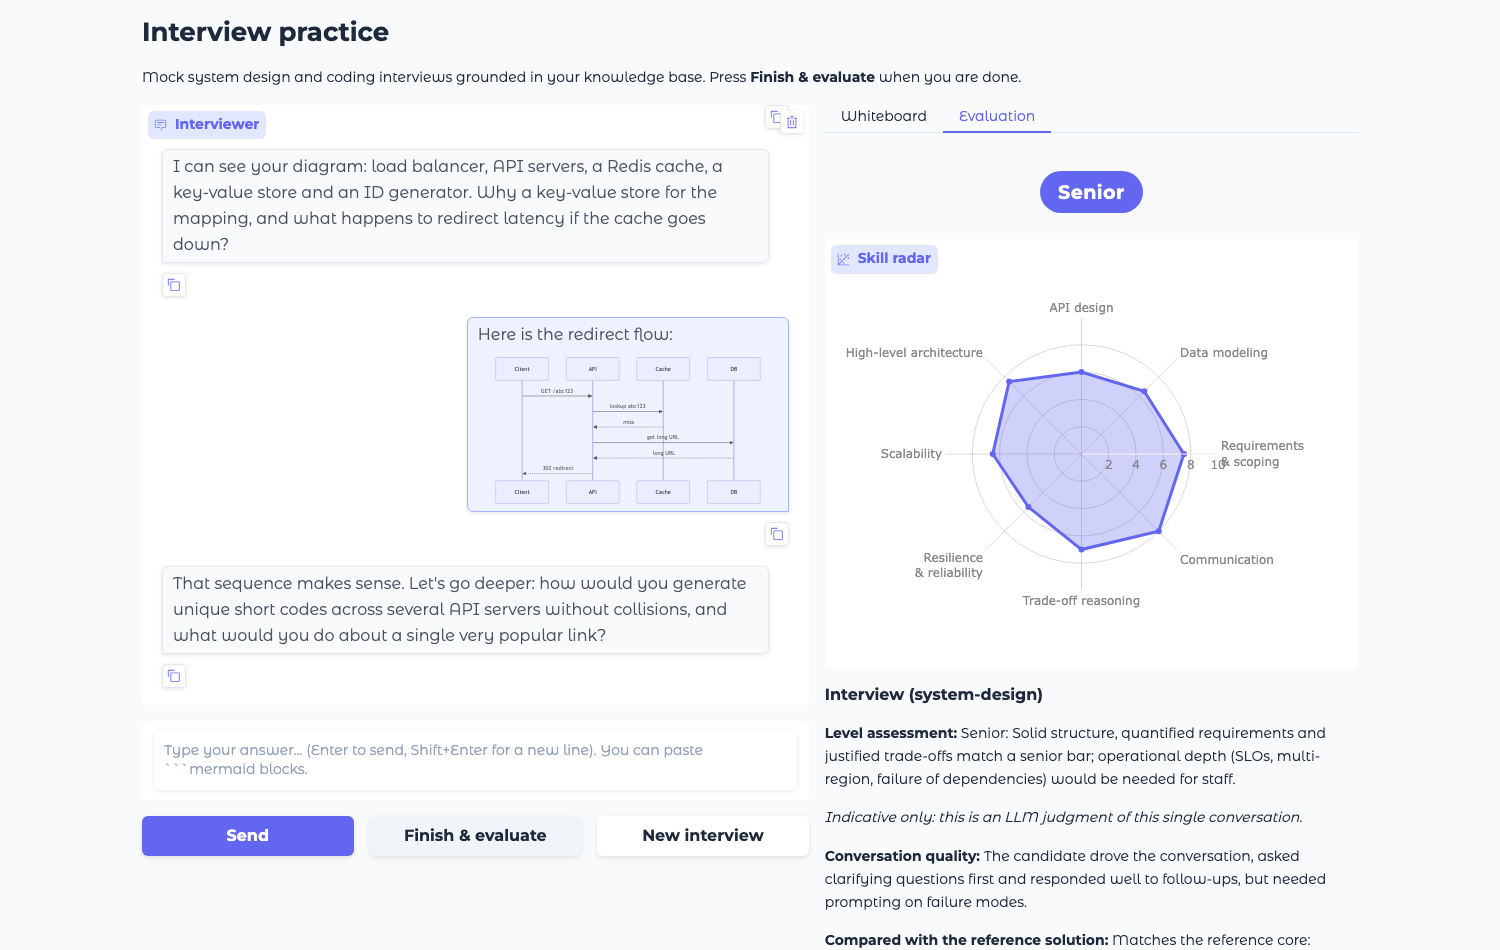 Interview practice
Mock system design and coding interviews grounded in your knowledge base. Press Finish & evaluate when you are done.
Interviewer
I can see your diagram: load balancer, API servers, a Redis cache, a
key-value store and an ID generator. Why a key-value store for the
mapping, and what happens to redirect latency if the cache goes
down?
Here is the redirect flow:
Client API Cache DB
GET /abc123
lookup abc123
miss
get long URL
long URL
302 redirect
Client API Cache DB
That sequence makes sense. Let's go deeper: how would you generate
unique short codes across several API servers without collisions, and
what would you do about a single very popular link?
Type your answer... (Enter to send, Shift+Enter for a new line). You can paste
```mermaid blocks.
Send
Finish & evaluate
New interview
Whiteboard
Evaluation
Senior
Skill radar
API design
High-level architecture
Data modeling
Scalability
Requirements
& scoping
2 4 6 8 10
Resilience
& reliability
Communication
Trade-off reasoning
Interview (system-design)
Level assessment: Senior: Solid structure, quantified requirements and
justified trade-offs match a senior bar; operational depth (SLOs, multi-
region, failure of dependencies) would be needed for staff.
Indicative only: this is an LLM judgment of this single conversation.
Conversation quality: The candidate drove the conversation, asked
clarifying questions first and responded well to follow-ups, but needed
prompting on failure modes.
Compared with the reference solution: Matches the reference core: